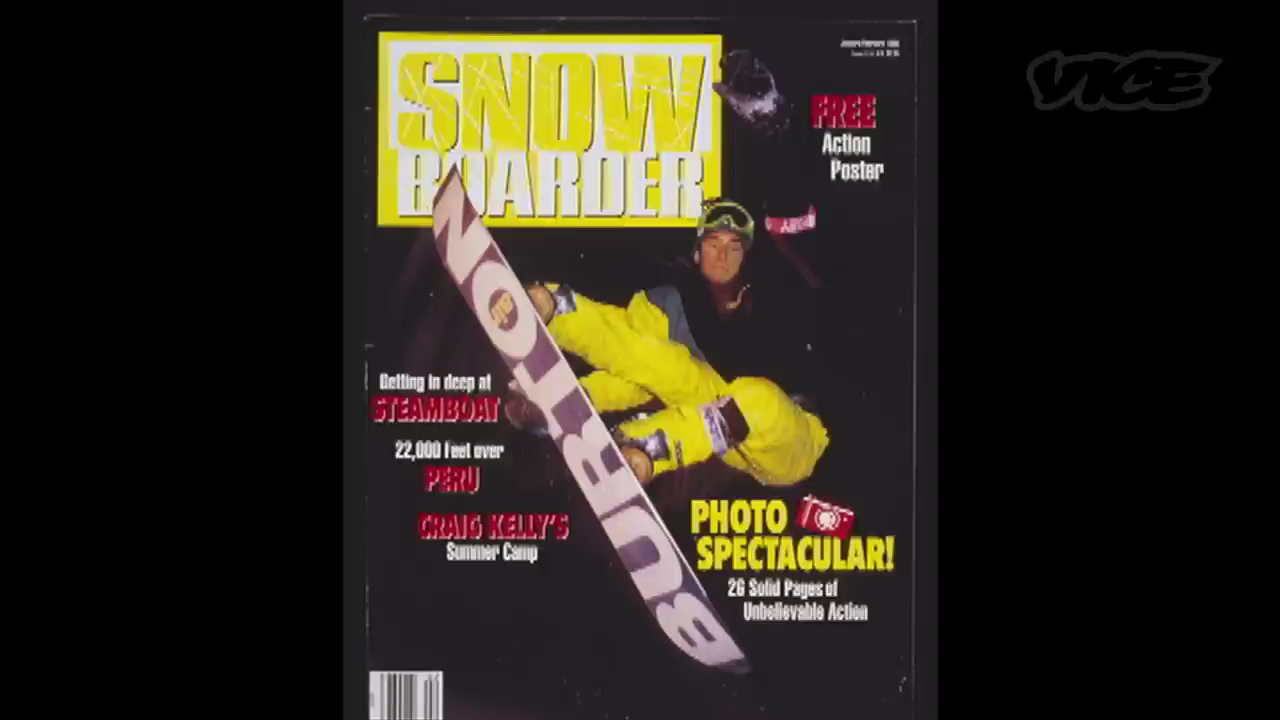 VICE
SNOW
BOARDER
FREE
Action
Poster
BURTON
air
Getting in deep at
STEAMBOAT
22,000 feet over
PERU
CRAIG KELLY'S
Summer Camp
PHOTO
SPECTACULAR!
26 Solid Pages of
Unbelievable Action